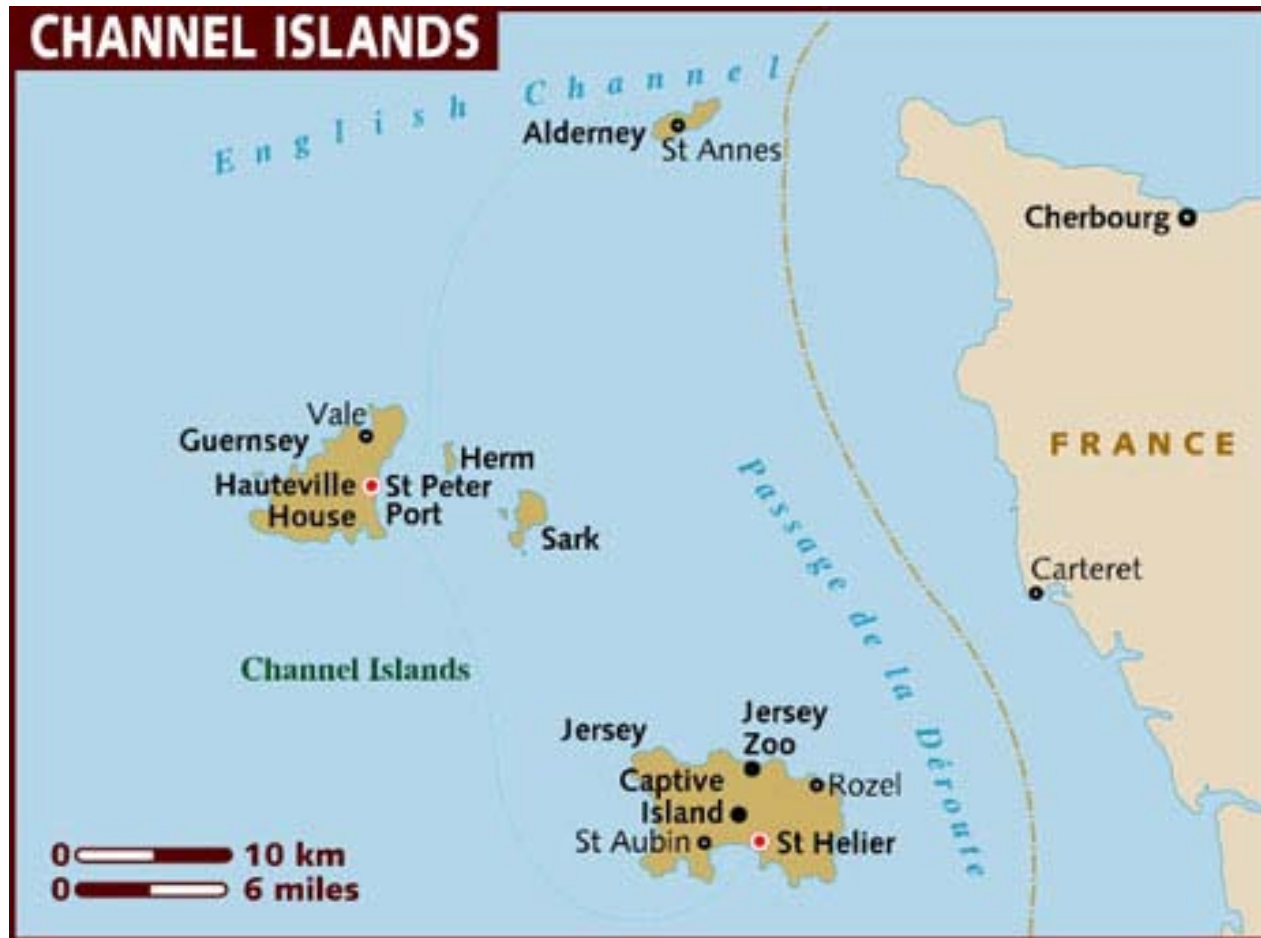 CHANNEL ISLANDS
English Channel
Alderney
St Annes
Cherbourg
FRANCE
Vale
Guernsey
Herm
Hauteville
House
St Peter
Port
Sark
Passage de la Déroute
Carteret
Channel Islands
Jersey
Jersey
Zoo
Captive
Island
Rozel
St Aubin
St Helier
0 10 km
0 6 miles